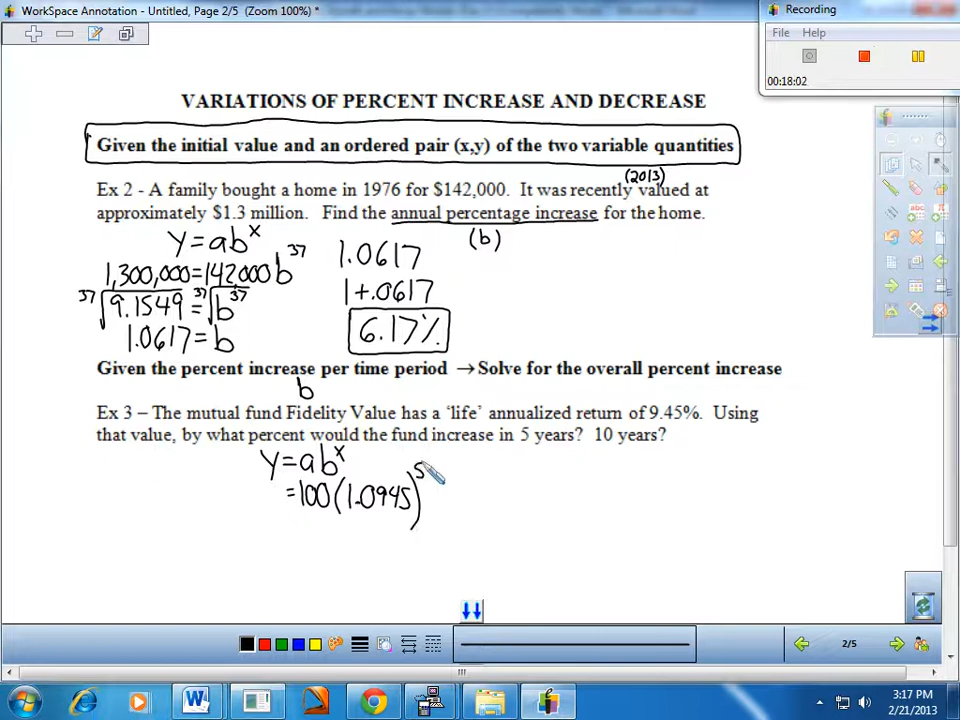 WorkSpace Annotation - Untitled, Page 2/5 (Zoom 100%) *
Recording
File Help
00:18:02
VARIATIONS OF PERCENT INCREASE AND DECREASE
Given the initial value and an ordered pair (x,y) of the two variable quantities
(2013)
Ex 2 - A family bought a home in 1976 for $142,000. It was recently valued at
approximately $1.3 million. Find the annual percentage increase for the home.
(b)
y=ab^x
1,300,000=142,000b^37
37√9.1549=37√b^37
1.0617=b
1.0617
1+.0617
6.17%
Given the percent increase per time period → Solve for the overall percent increase
b
Ex 3 – The mutual fund Fidelity Value has a ‘life’ annualized return of 9.45%. Using
that value, by what percent would the fund increase in 5 years? 10 years?
y=ab^x
=100(1.0945)^5
2/5
3:17 PM
2/21/2013